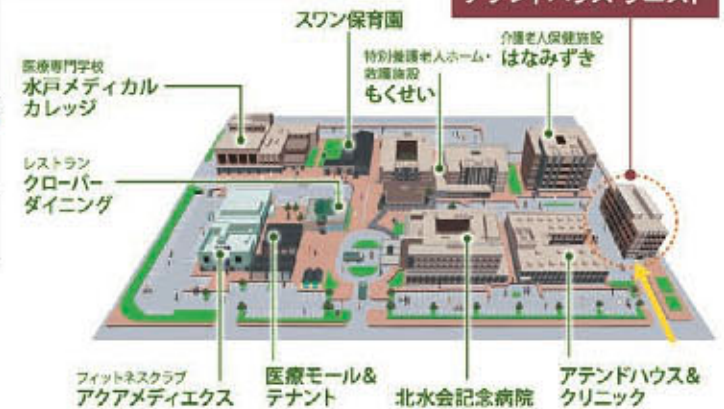 スワン保育園
医療専門学校
水戸メディカル
カレッジ
特別養護老人ホーム・
救護施設
もくせい
介護老人保健施設
はなみずき
レストラン
クローバー
ダイニング
フィットネスクラブ
アクアメディエクス
医療モール&
テナント
北水会記念病院
アテンドハウス&
クリニック